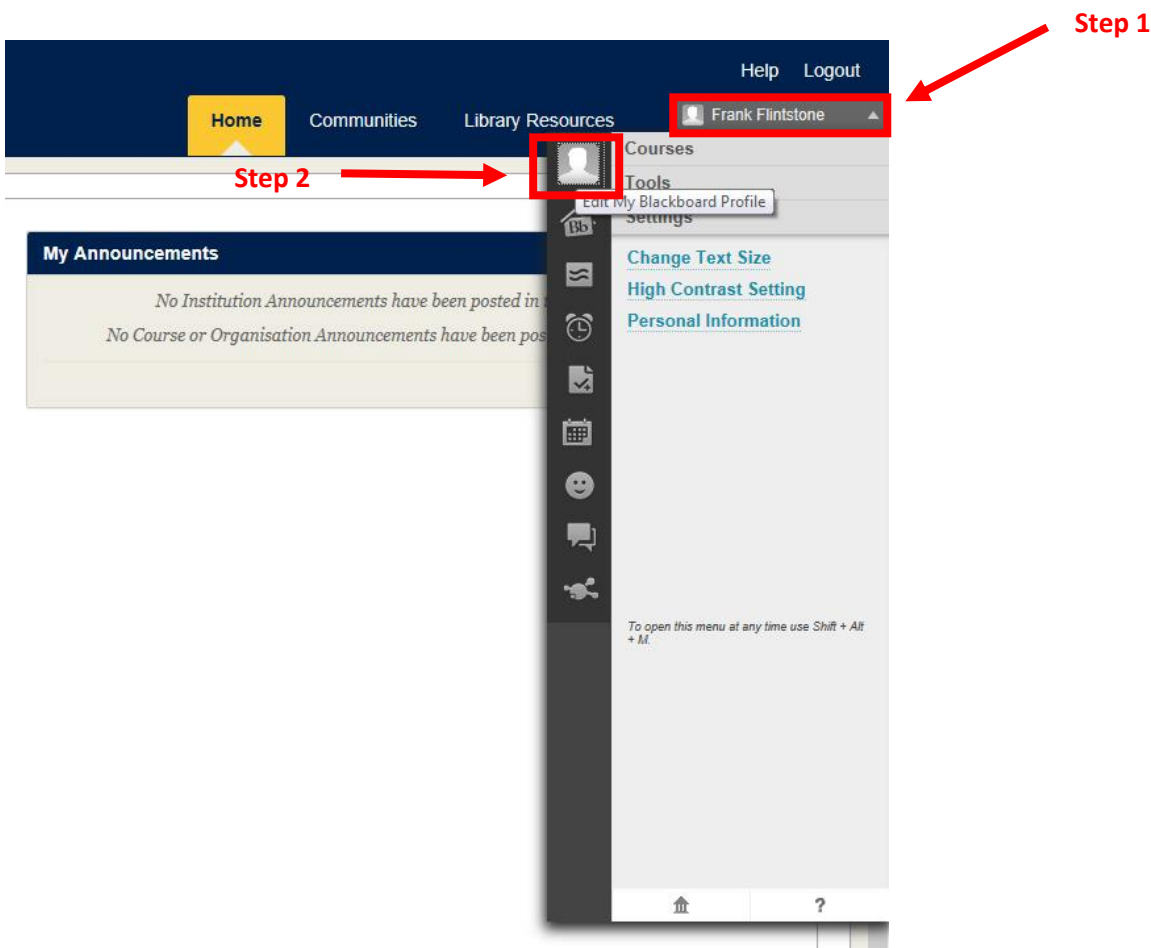 Step 1
Help Logout
Home Communities Library Resources Frank Flintstone
Courses
Step 2
Tools
Edit My Blackboard Profile
Settings
Bb
My Announcements
Change Text Size
No Institution Announcements have been posted in
High Contrast Setting
Personal Information
No Course or Organisation Announcements have been pos
To open this menu at any time use Shift + Alt
+ M.
?